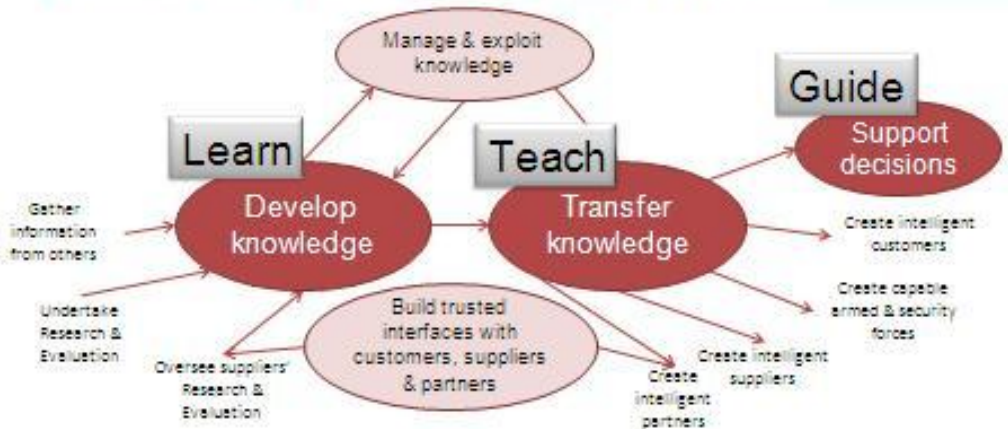 Manage & exploit
knowledge
Guide
Support
decisions
Learn
Teach
Develop
knowledge
Transfer
knowledge
Gather
information
from others
Create intelligent
customers
Undertake
Research &
Evaluation
Build trusted
interfaces with
customers, suppliers
& partners
Create capable
armed & security
forces
Oversee suppliers'
Research &
Evaluation
Create intelligent
suppliers
Create
intelligent
partners